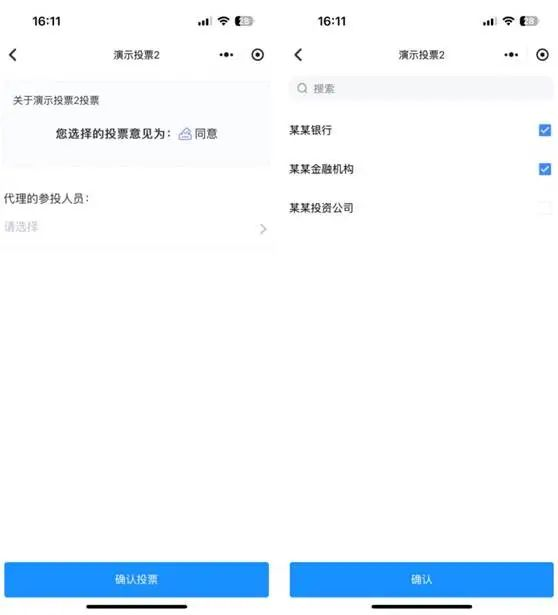 16:11
28
演示投票2
关于演示投票2投票
您选择的投票意见为：同意
代理的参投人员：
请选择
确认投票
16:11
28
演示投票2
搜索
某某银行
某某金融机构
某某投资公司
确认